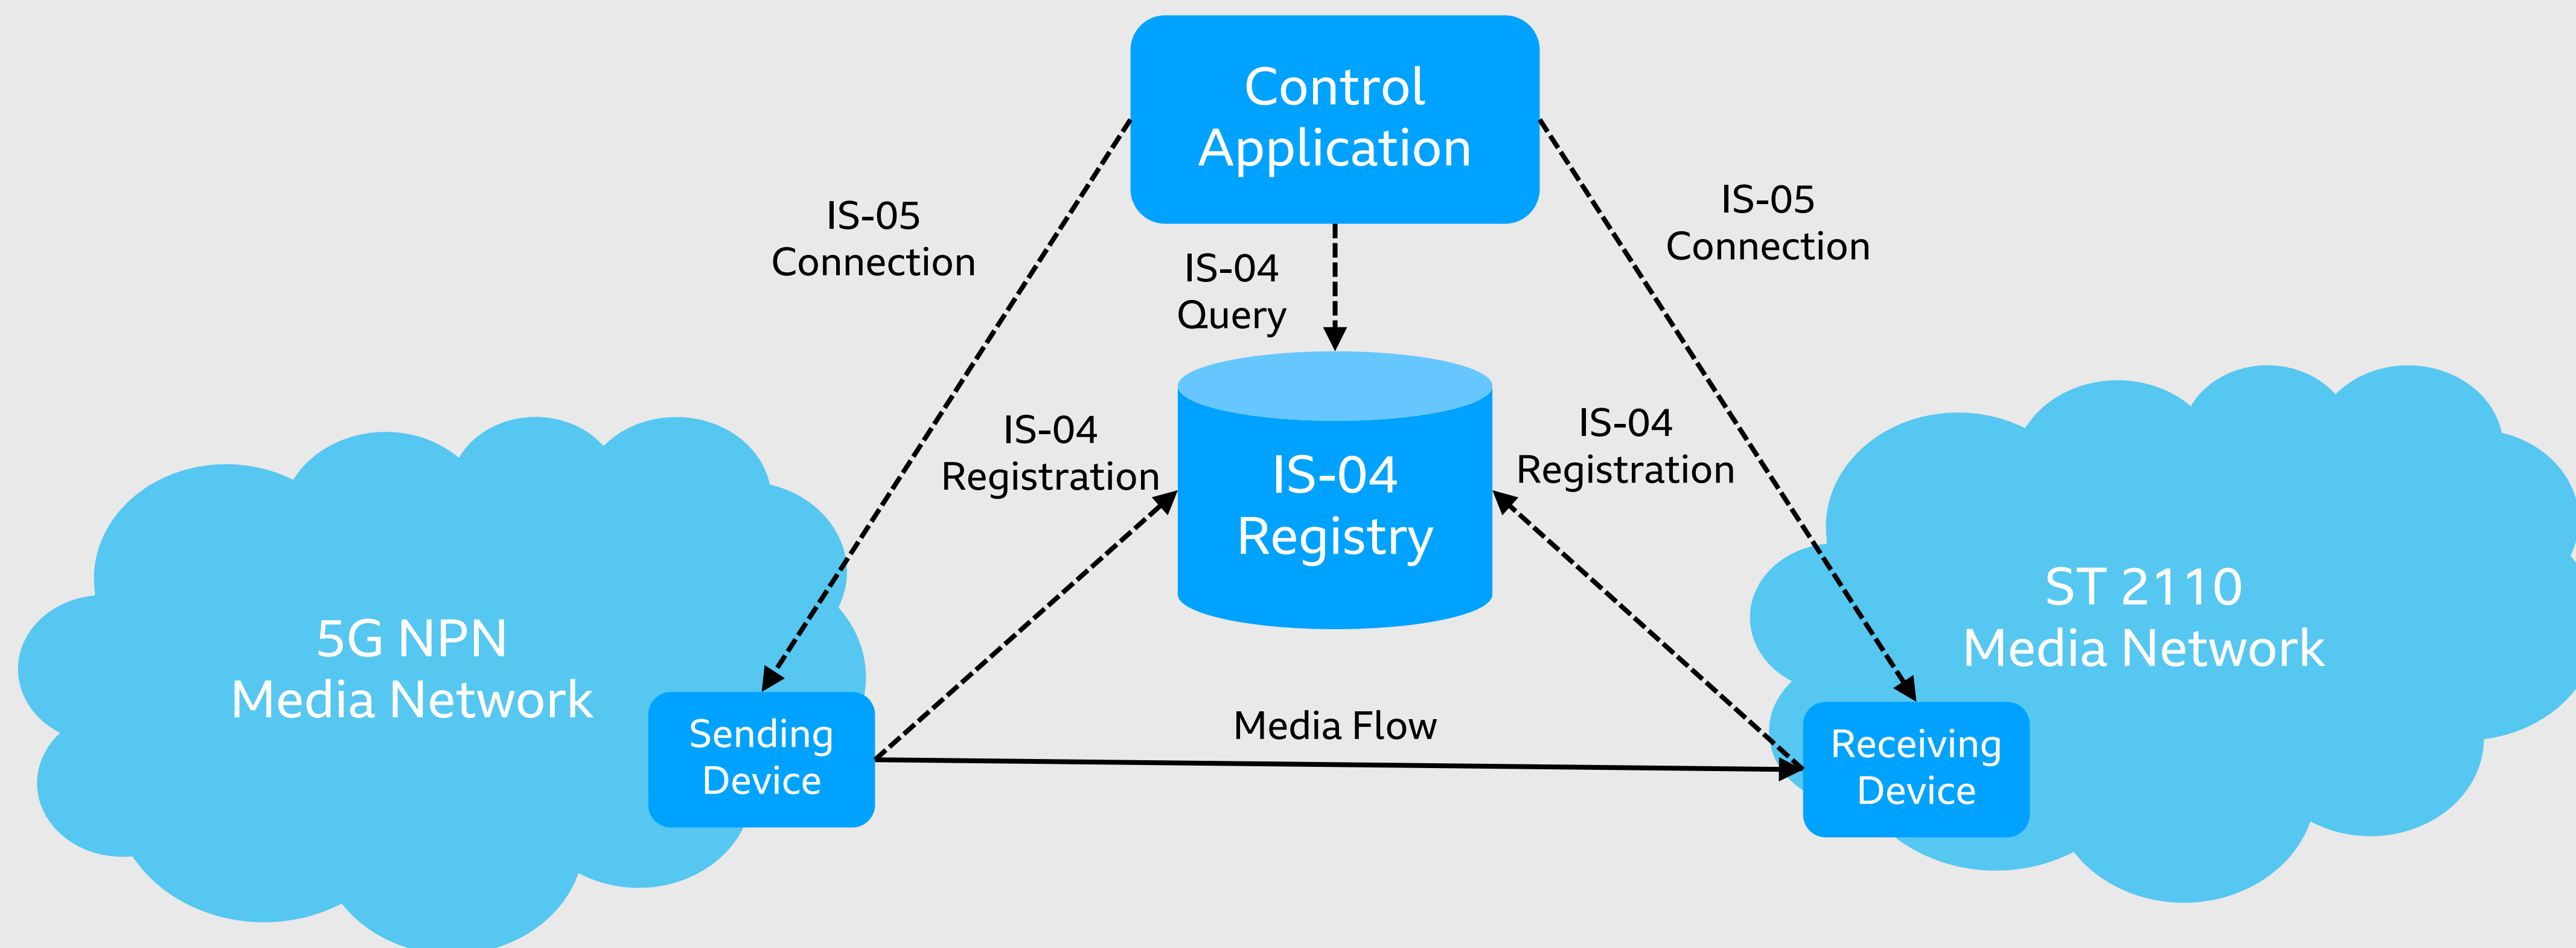 Control
Application
IS-05
Connection
IS-05
Connection
IS-04
Query
IS-04
Registration
IS-04
Registration
IS-04
Registry
5G NPN
Media Network
ST 2110
Media Network
Sending
Device
Media Flow
Receiving
Device